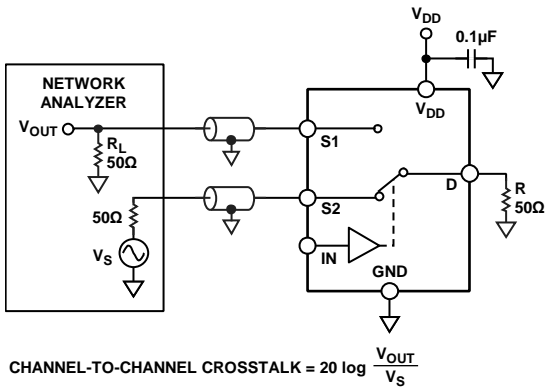 V_DD
0.1µF
NETWORK
ANALYZER
V_OUT
R_L
50Ω
V_DD
S1
50Ω
S2
D
R
50Ω
V_S
IN
GND
CHANNEL-TO-CHANNEL CROSSTALK = 20 log V_OUT / V_S